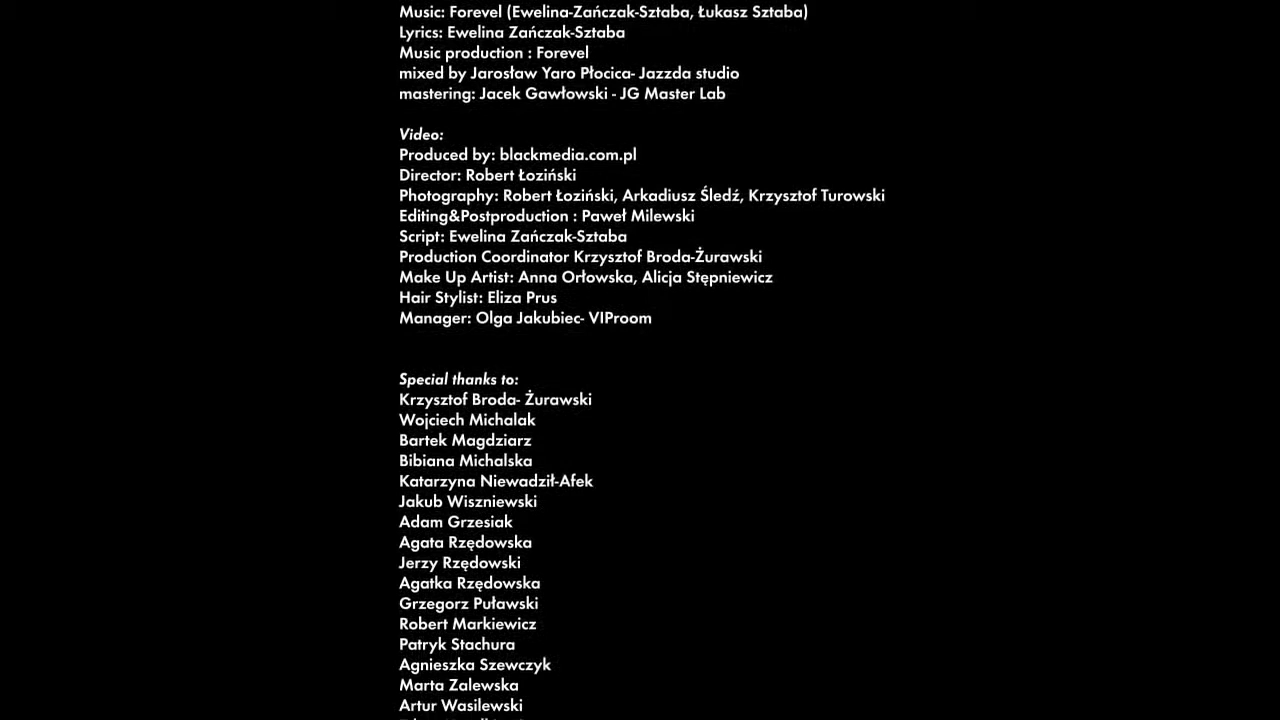 Music: Forevel (Ewelina-Zańczak-Sztaba, Łukasz Sztaba)
Lyrics: Ewelina Zańczak-Sztaba
Music production : Forevel
mixed by Jarosław Yaro Płocica- Jazzda studio
mastering: Jacek Gawłowski - JG Master Lab
Video:
Produced by: blackmedia.com.pl
Director: Robert Łoziński
Photography: Robert Łoziński, Arkadiusz Śledź, Krzysztof Turowski
Editing&Postproduction : Paweł Milewski
Script: Ewelina Zańczak-Sztaba
Production Coordinator Krzysztof Broda-Żurawski
Make Up Artist: Anna Orłowska, Alicja Stępniewicz
Hair Stylist: Eliza Prus
Manager: Olga Jakubiec- VIProom
Special thanks to:
Krzysztof Broda- Żurawski
Wojciech Michalak
Bartek Magdziarz
Bibiana Michalska
Katarzyna Niewadził-Afek
Jakub Wiszniewski
Adam Grzesiak
Agata Rzędowska
Jerzy Rzędowski
Agatka Rzędowska
Grzegorz Puławski
Robert Markiewicz
Patryk Stachura
Agnieszka Szewczyk
Marta Zalewska
Artur Wasilewski